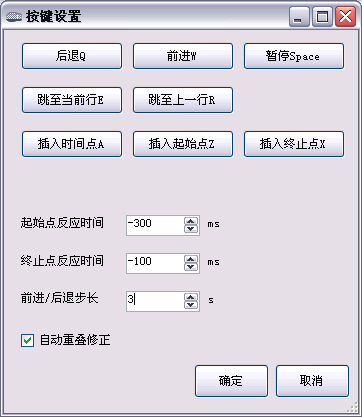 按键设置
后退Q 前进W 暂停Space
跳至当前行E 跳至上一行R
插入时间点A 插入起始点Z 插入终止点X
起始点反应时间 -300 ms
终止点反应时间 -100 ms
前进/后退步长 3 s
自动重叠修正
确定 取消